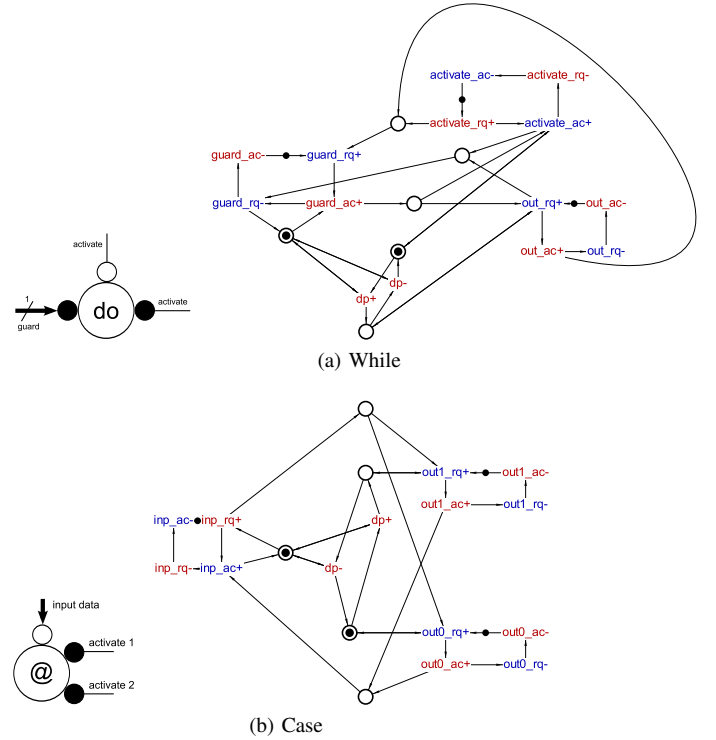 activate_ac-
activate_rq-
activate_rq+
activate_ac+
guard_ac-
guard_rq+
guard_rq-
guard_ac+
out_rq+
out_ac-
out_ac+
out_rq-
dp-
dp+
activate
1
guard
do
activate
(a) While
out1_rq+
out1_ac-
out1_ac+
out1_rq-
inp_ac-
inp_rq+
dp+
inp_rq-
inp_ac+
dp-
input data
out0_rq+
out0_ac-
out0_ac+
out0_rq-
activate 1
@
activate 2
(b) Case